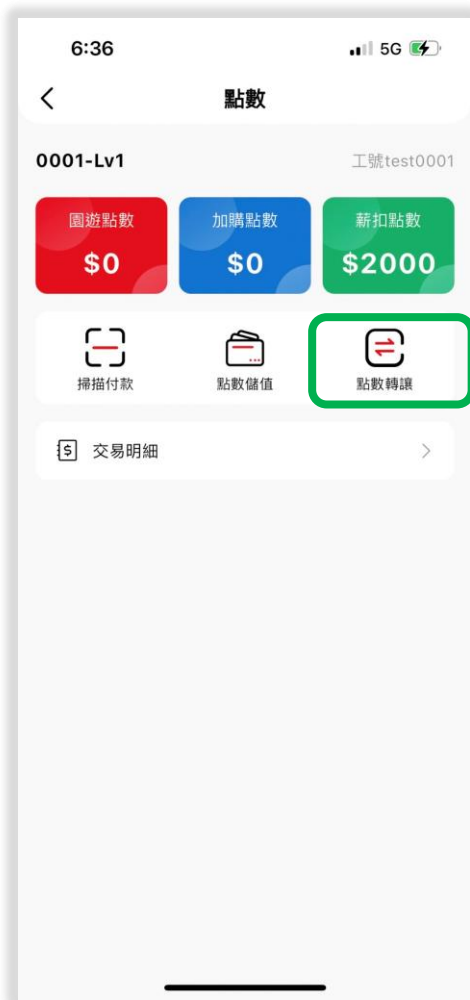 6:36 5G
點數
0001-Lv1 工號test0001
園遊點數 加購點數 薪扣點數
$0 $0 $2000
掃描付款 點數儲值 點數轉讓
交易明細